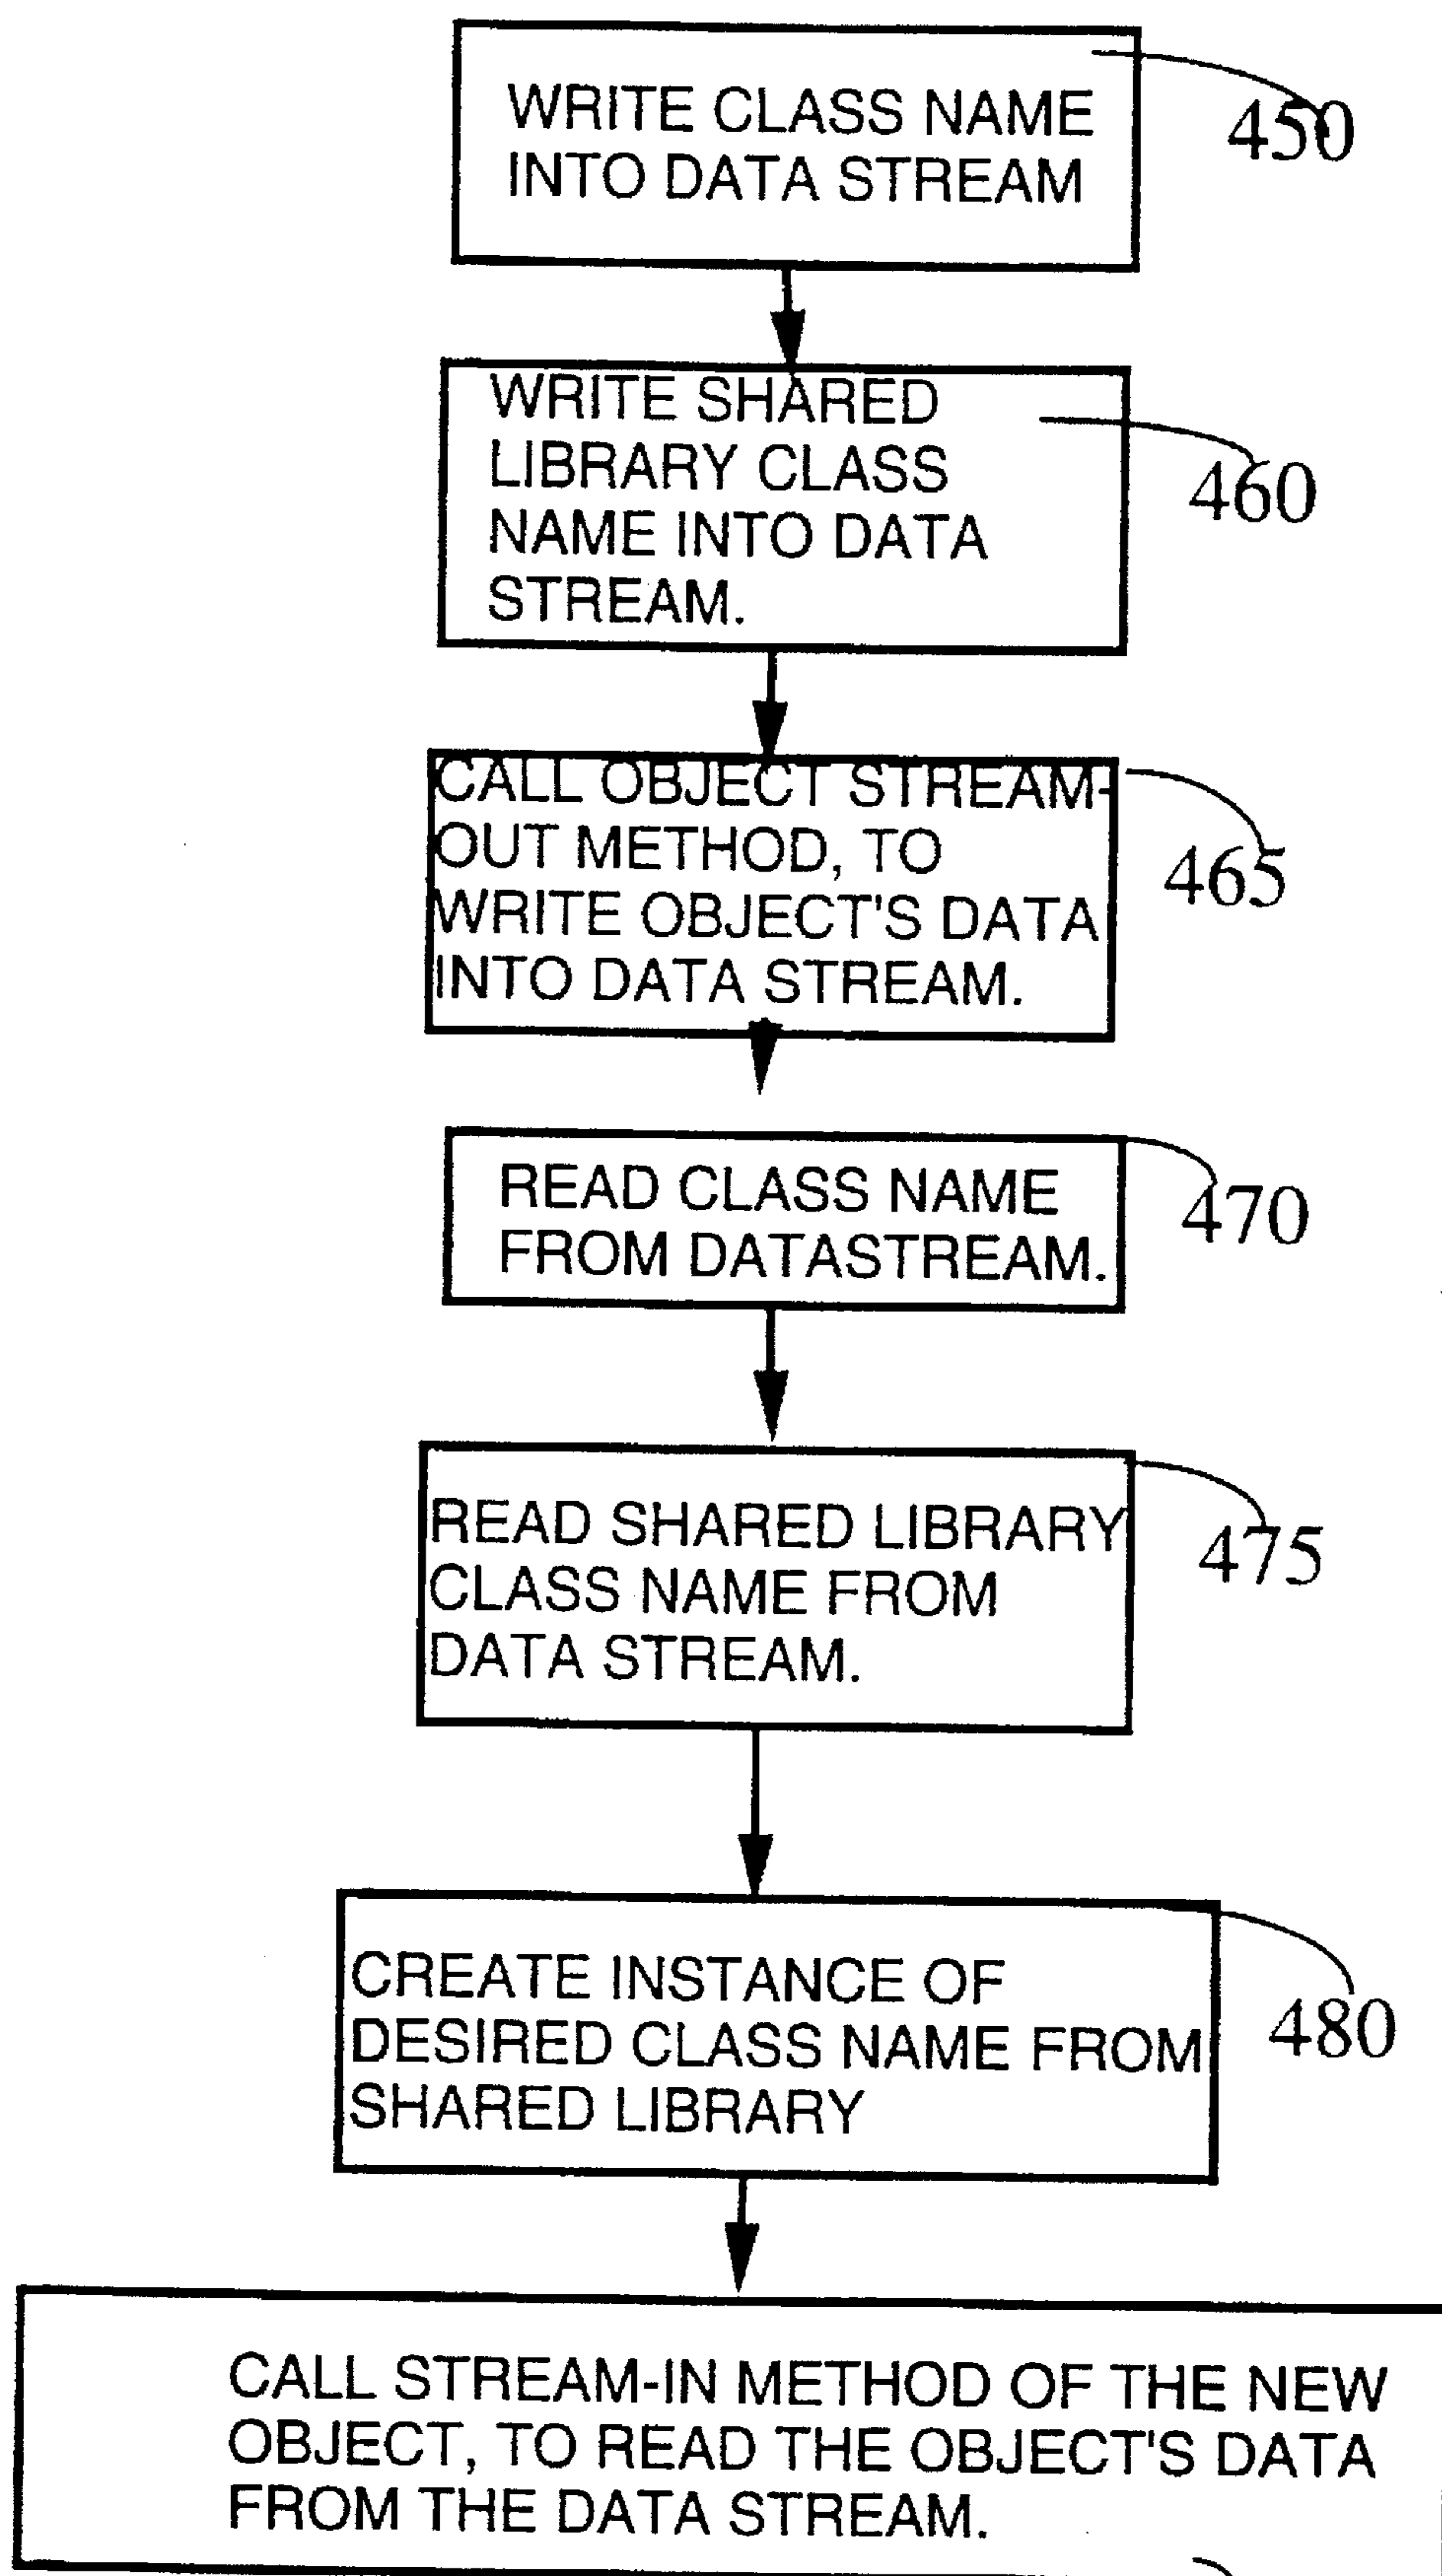 WRITE CLASS NAME
INTO DATA STREAM
450
WRITE SHARED
LIBRARY CLASS
NAME INTO DATA
STREAM.
460
CALL OBJECT STREAM-
OUT METHOD, TO
WRITE OBJECT'S DATA
INTO DATA STREAM.
465
READ CLASS NAME
FROM DATASTREAM.
470
READ SHARED LIBRARY
CLASS NAME FROM
DATA STREAM.
475
CREATE INSTANCE OF
DESIRED CLASS NAME FROM
SHARED LIBRARY
480
CALL STREAM-IN METHOD OF THE NEW
OBJECT, TO READ THE OBJECT'S DATA
FROM THE DATA STREAM.